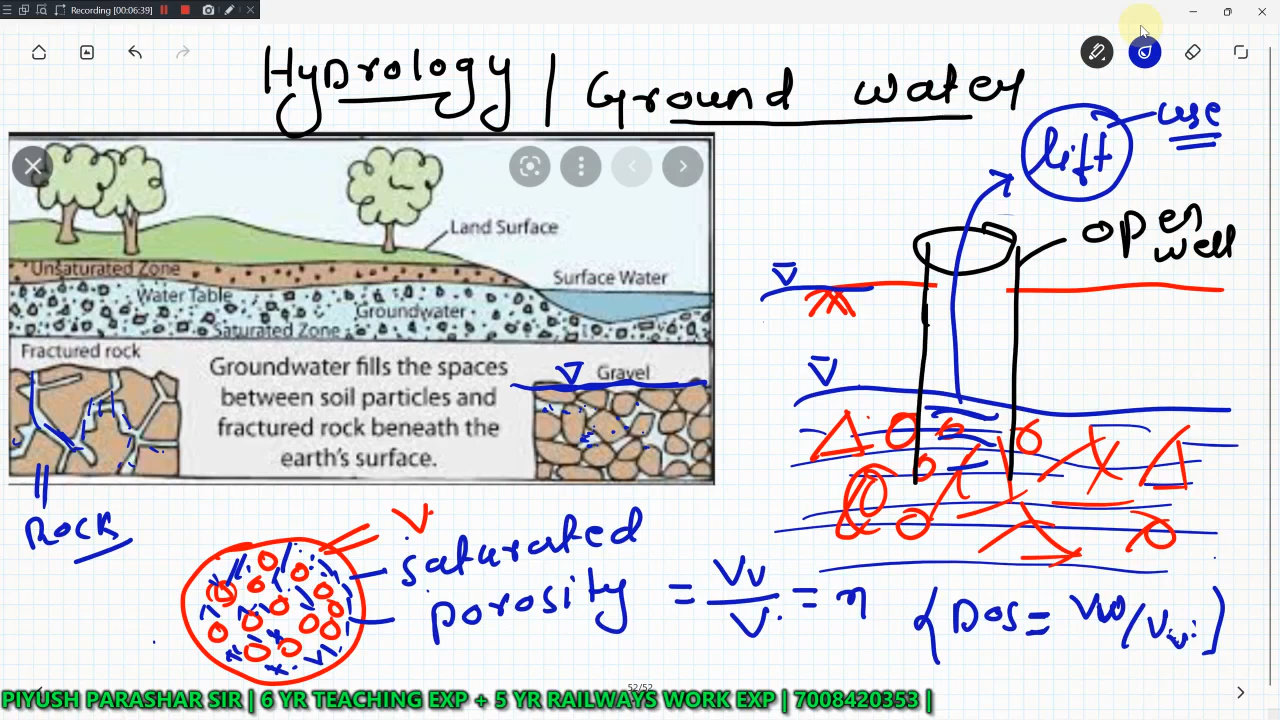 Recording [00:06:39]
Hydrology | Ground water
lift
use
open
well
Land Surface
Unsaturated Zone
Surface Water
Water Table
Groundwater
Saturated Zone
Fractured rock
Groundwater fills the spaces
between soil particles and
fractured rock beneath the
earth's surface.
Gravel
Rock
V
saturated
porosity = Vv/V = η
{DOS = Vw/Vv}
52/52
PIYUSH PARASHAR SIR | 6 YR TEACHING EXP + 5 YR RAILWAYS WORK EXP | 7008420353 |